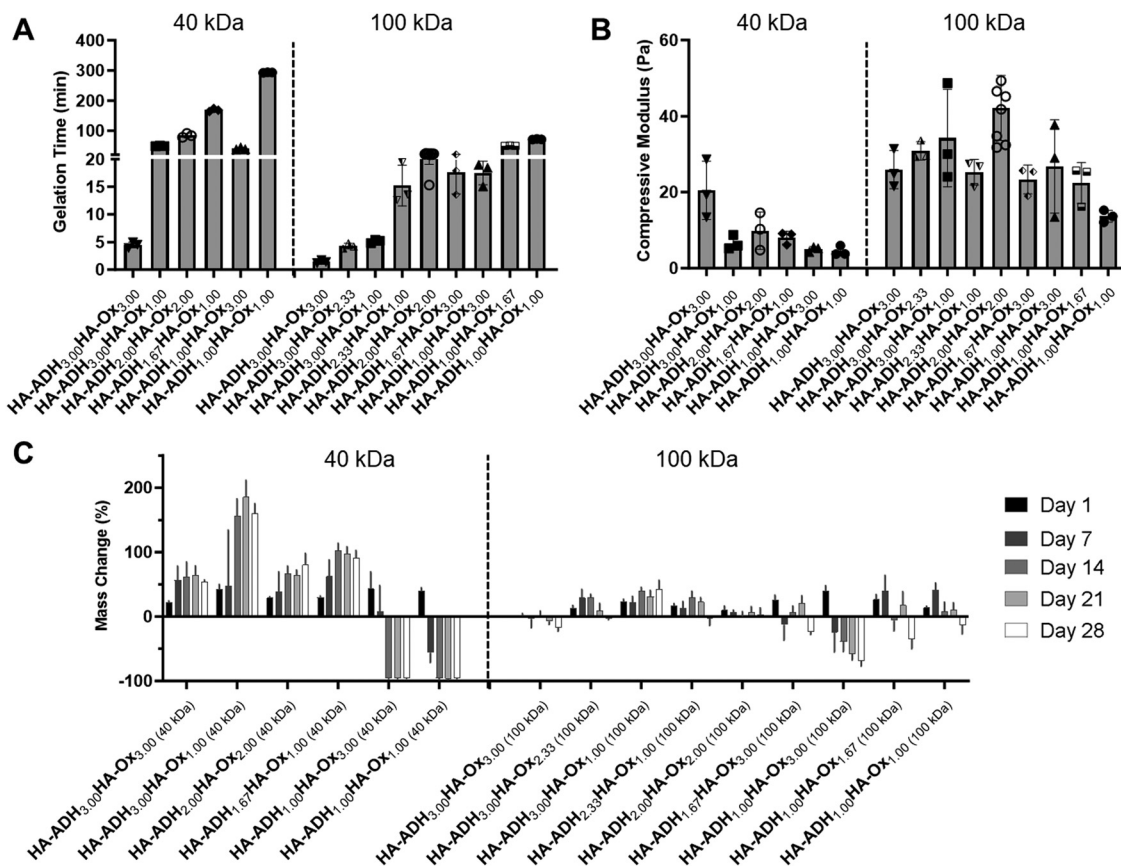 A
40 kDa
100 kDa
Gelation Time (min)
400
300
200
100
20
15
10
5
0
HA-ADH3.00HA-Ox3.00
HA-ADH3.00HA-Ox1.00
HA-ADH2.00HA-Ox2.00
HA-ADH1.67HA-Ox1.00
HA-ADH1.00HA-Ox3.00
HA-ADH1.00HA-Ox1.00
HA-ADH3.00HA-Ox3.00
HA-ADH3.00HA-Ox2.33
HA-ADH3.00HA-Ox1.00
HA-ADH2.33HA-Ox1.00
HA-ADH2.00HA-Ox2.00
HA-ADH1.67HA-Ox3.00
HA-ADH1.00HA-Ox3.00
HA-ADH1.00HA-Ox1.67
HA-ADH1.00HA-Ox1.00
B
40 kDa
100 kDa
Compressive Modulus (Pa)
60
40
20
0
HA-ADH3.00HA-Ox3.00
HA-ADH3.00HA-Ox1.00
HA-ADH2.00HA-Ox2.00
HA-ADH1.67HA-Ox1.00
HA-ADH1.00HA-Ox3.00
HA-ADH1.00HA-Ox1.00
HA-ADH3.00HA-Ox3.00
HA-ADH3.00HA-Ox2.33
HA-ADH3.00HA-Ox1.00
HA-ADH2.33HA-Ox1.00
HA-ADH2.00HA-Ox2.00
HA-ADH1.67HA-Ox3.00
HA-ADH1.00HA-Ox3.00
HA-ADH1.00HA-Ox1.67
HA-ADH1.00HA-Ox1.00
C
40 kDa
100 kDa
Mass Change (%)
200
100
0
-100
Day 1
Day 7
Day 14
Day 21
Day 28
HA-ADH3.00HA-Ox3.00 (40 kDa)
HA-ADH3.00HA-Ox1.00 (40 kDa)
HA-ADH2.00HA-Ox2.00 (40 kDa)
HA-ADH1.67HA-Ox1.00 (40 kDa)
HA-ADH1.00HA-Ox3.00 (40 kDa)
HA-ADH1.00HA-Ox1.00 (40 kDa)
HA-ADH3.00HA-Ox3.00 (100 kDa)
HA-ADH3.00HA-Ox2.33 (100 kDa)
HA-ADH3.00HA-Ox1.00 (100 kDa)
HA-ADH2.33HA-Ox1.00 (100 kDa)
HA-ADH2.00HA-Ox2.00 (100 kDa)
HA-ADH1.67HA-Ox3.00 (100 kDa)
HA-ADH1.00HA-Ox3.00 (100 kDa)
HA-ADH1.00HA-Ox1.67 (100 kDa)
HA-ADH1.00HA-Ox1.00 (100 kDa)